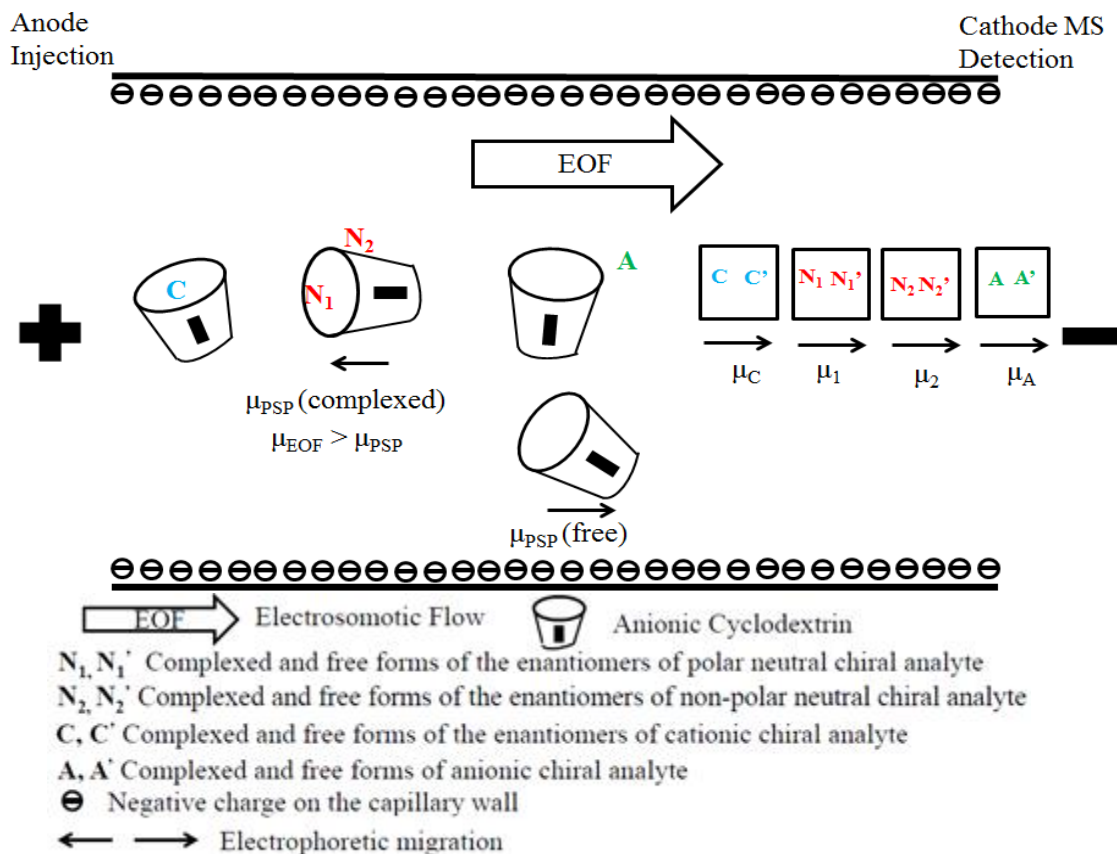 Anode
Injection
Cathode MS
Detection
EOF
N₂
C
N₁
A
C C’
N₁ N₁’
N₂ N₂’
A A’
μPSP (complexed)
μEOF > μPSP
μC
μ₁
μ₂
μA
μPSP (free)
EOF Electrosomotic Flow
Anionic Cyclodextrin
N₁, N₁’ Complexed and free forms of the enantiomers of polar neutral chiral analyte
N₂, N₂’ Complexed and free forms of the enantiomers of non-polar neutral chiral analyte
C, C’ Complexed and free forms of the enantiomers of cationic chiral analyte
A, A’ Complexed and free forms of anionic chiral analyte
⊖ Negative charge on the capillary wall
← → Electrophoretic migration